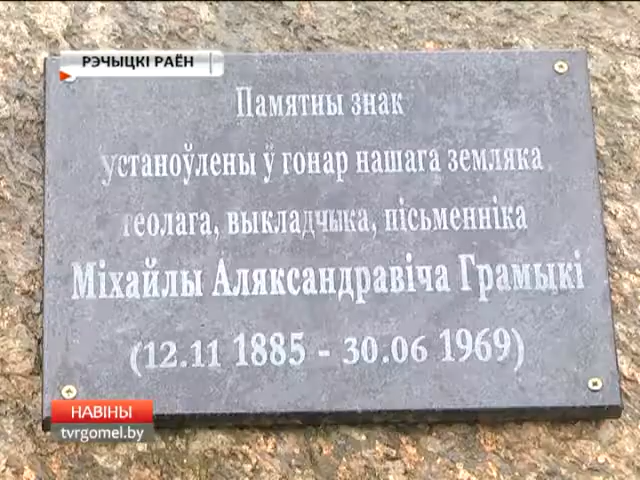 РЭЧЫЦКІ РАЁН
Памятны знак
устаноўлены ў гонар нашага земляка
геолага, выкладчыка, пісьменніка
Міхайлы Аляксандравіча Грамыкі
(12.11 1885 - 30.06 1969)
НАВІНЫ
tvrgomel.by